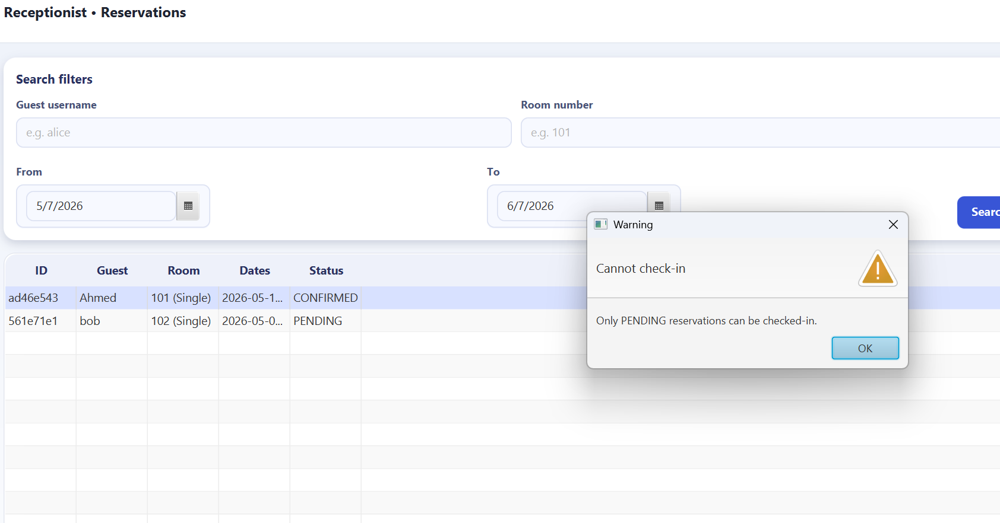 Receptionist • Reservations
Search filters
Guest username
Room number
e.g. alice
e.g. 101
From
To
5/7/2026
6/7/2026
Warning
Cannot check-in
Only PENDING reservations can be checked-in.
OK
ID Guest Room Dates Status
ad46e543 Ahmed 101 (Single) 2026-05-1... CONFIRMED
561e71e1 bob 102 (Single) 2026-05-0... PENDING